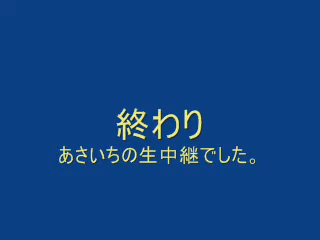 終わり
あさいちの生中継でした。